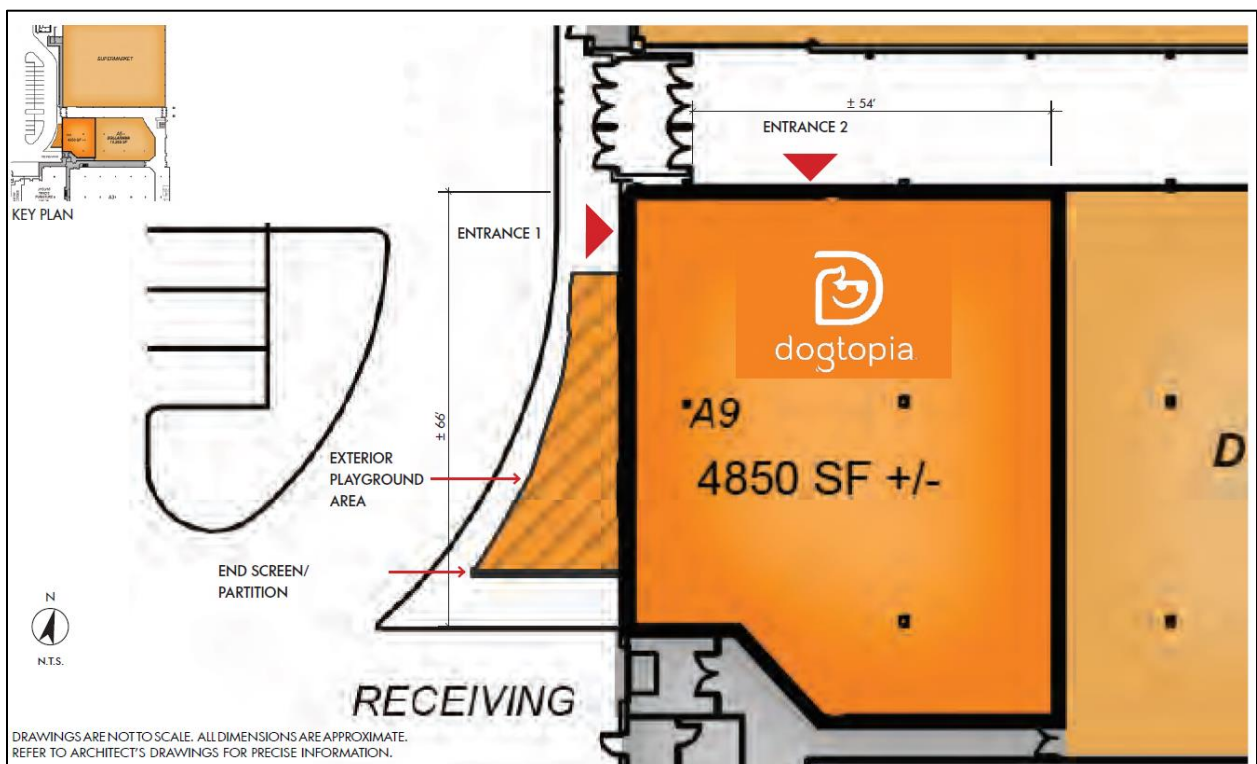 SUPERMARKET
KEY PLAN
± 54'
ENTRANCE 2
ENTRANCE 1
dogtopia
± 66'
A9
4850 SF +/-
D
EXTERIOR
PLAYGROUND
AREA
END SCREEN/
PARTITION
N
N.T.S.
RECEIVING
DRAWINGS ARE NOT TO SCALE. ALL DIMENSIONS ARE APPROXIMATE.
REFER TO ARCHITECT'S DRAWINGS FOR PRECISE INFORMATION.